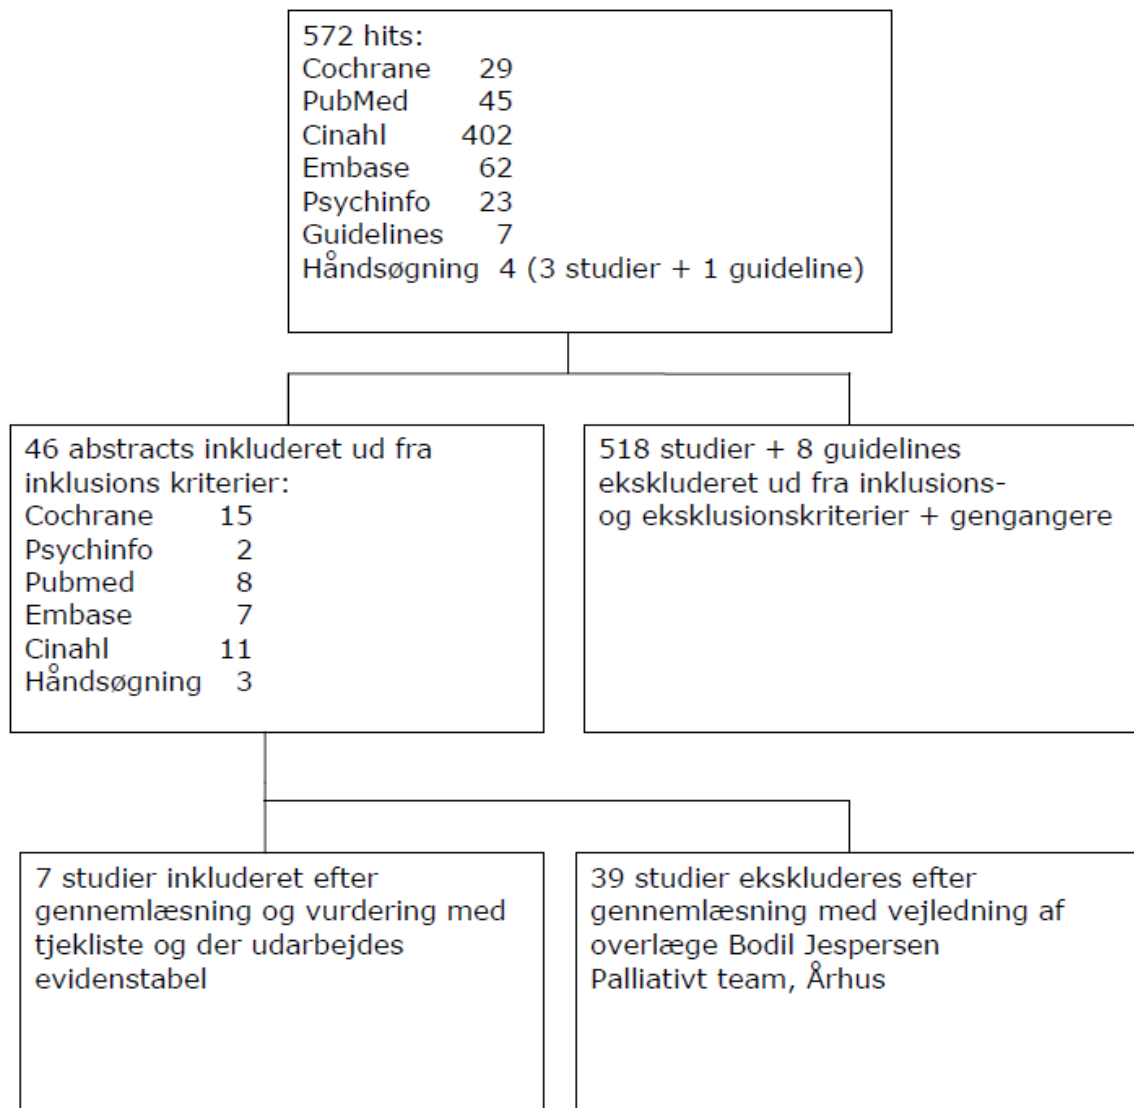 572 hits:
Cochrane 29
PubMed 45
Cinahl 402
Embase 62
Psychinfo 23
Guidelines 7
Håndsøgning 4 (3 studier + 1 guideline)
46 abstracts inkluderet ud fra
inklusions kriterier:
Cochrane 15
Psychinfo 2
Pubmed 8
Embase 7
Cinahl 11
Håndsøgning 3
518 studier + 8 guidelines
ekskluderet ud fra inklusions-
og eksklusionskriterier + gengangere
7 studier inkluderet efter
gennemlæsning og vurdering med
tjekliste og der udarbejdes
evidenstabel
39 studier ekskluderes efter
gennemlæsning med vejledning af
overlæge Bodil Jespersen
Palliativt team, Århus